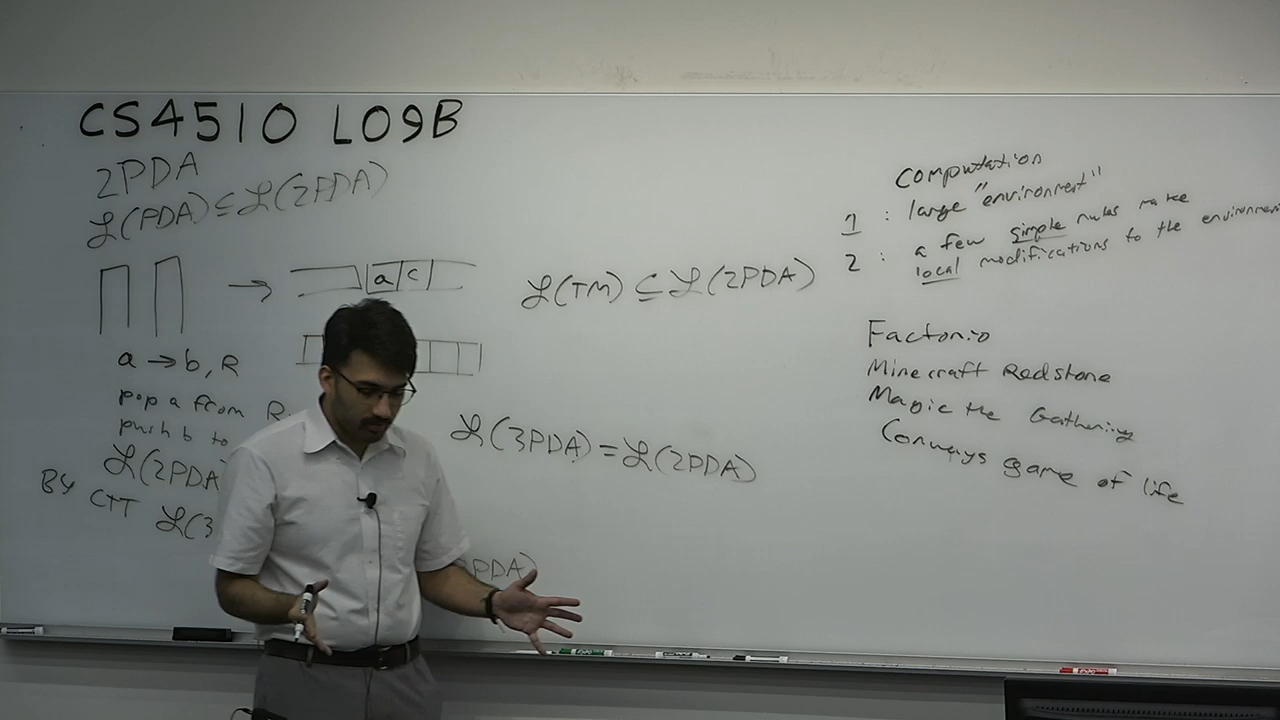 CS4510 L09B
2PDA
ℒ(PDA) ⊆ ℒ(2PDA)
→ a c
a → b, R
pop a from R
push b to
ℒ(2PDA
By CTT ℒ(3
PDA)
ℒ(TM) ⊆ ℒ(2PDA)
ℒ(3PDA) = ℒ(2PDA)
computation
1 : large "environment"
2 : a few simple rules make
local modifications to the environment
Factorio
Minecraft Redstone
Magic the Gathering
Conways game of life